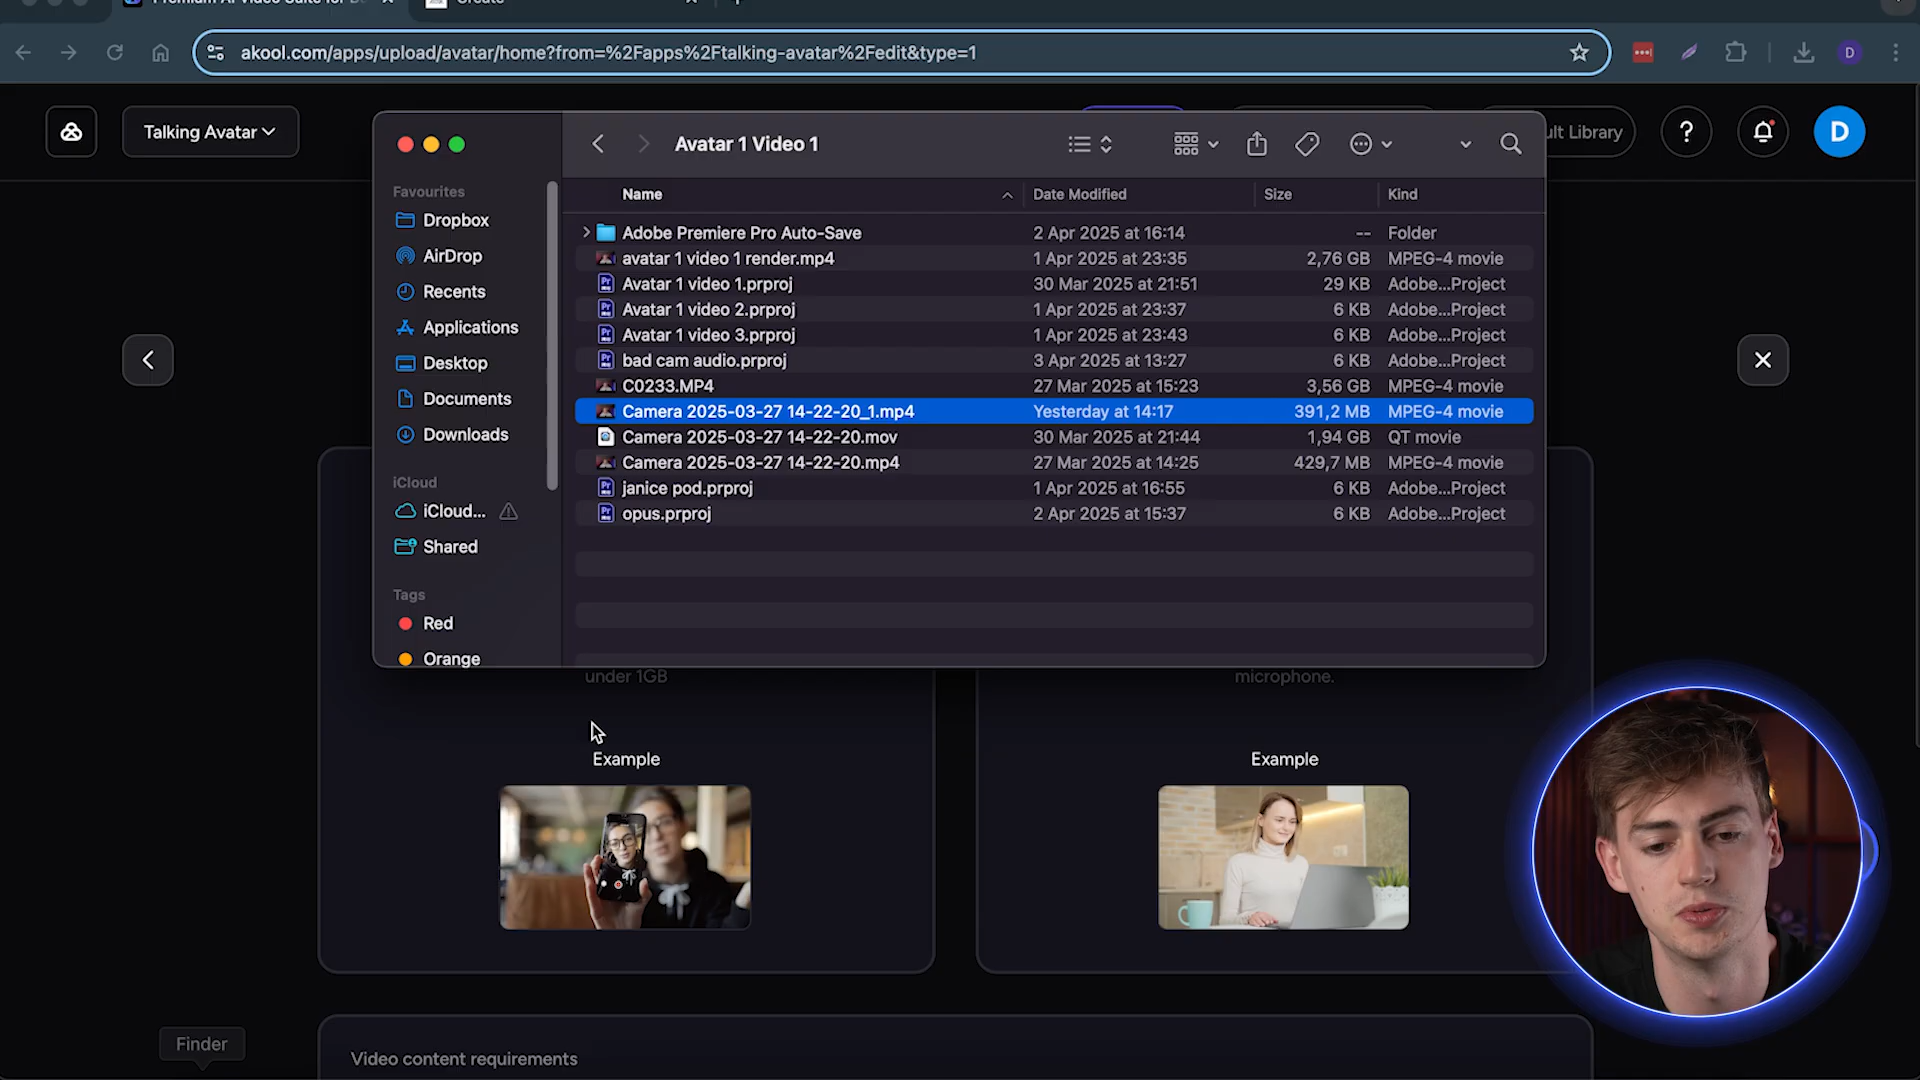 Premium AI Video Suite for
Create
akool.com/apps/upload/avatar/home?from=%2Fapps%2Ftalking-avatar%2Fedit&type=1
D
Talking Avatar
Avatar 1 Video 1
ult Library
?
D
Favourites
Dropbox
AirDrop
Recents
Applications
Desktop
Documents
Downloads
iCloud
iCloud...
Shared
Tags
Red
Orange
Name Date Modified Size Kind
Adobe Premiere Pro Auto-Save 2 Apr 2025 at 16:14 -- Folder
avatar 1 video 1 render.mp4 1 Apr 2025 at 23:35 2,76 GB MPEG-4 movie
Avatar 1 video 1.prproj 30 Mar 2025 at 21:51 29 KB Adobe...Project
Avatar 1 video 2.prproj 1 Apr 2025 at 23:37 6 KB Adobe...Project
Avatar 1 video 3.prproj 1 Apr 2025 at 23:43 6 KB Adobe...Project
bad cam audio.prproj 3 Apr 2025 at 13:27 6 KB Adobe...Project
C0233.MP4 27 Mar 2025 at 15:23 3,56 GB MPEG-4 movie
Camera 2025-03-27 14-22-20_1.mp4 Yesterday at 14:17 391,2 MB MPEG-4 movie
Camera 2025-03-27 14-22-20.mov 30 Mar 2025 at 21:44 1,94 GB QT movie
Camera 2025-03-27 14-22-20.mp4 27 Mar 2025 at 14:25 429,7 MB MPEG-4 movie
janice pod.prproj 1 Apr 2025 at 16:55 6 KB Adobe...Project
opus.prproj 2 Apr 2025 at 15:37 6 KB Adobe...Project
under 1GB
microphone.
Example
Example
Finder
Video content requirements